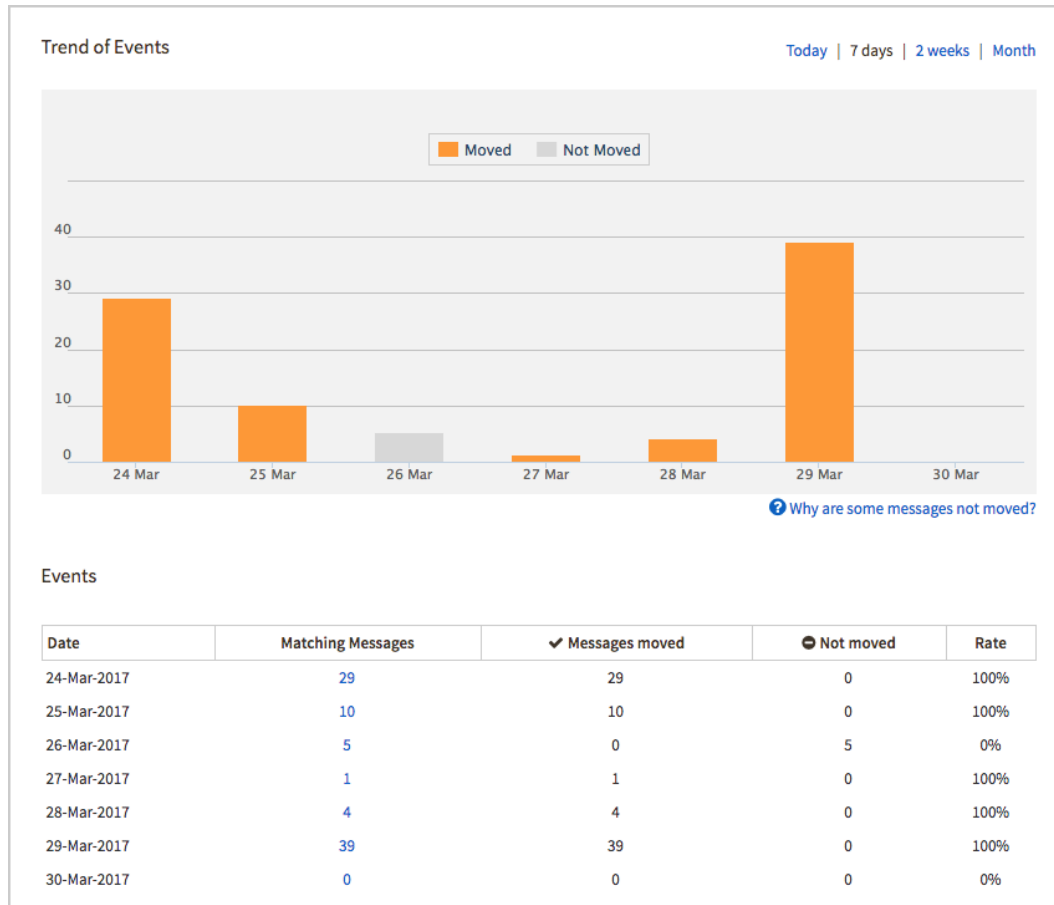 Trend of Events
Today | 7 days | 2 weeks | Month
Moved Not Moved
40
30
20
10
0
24 Mar 25 Mar 26 Mar 27 Mar 28 Mar 29 Mar 30 Mar
? Why are some messages not moved?
Events
Date Matching Messages ✔ Messages moved Not moved Rate
24-Mar-2017 29 29 0 100%
25-Mar-2017 10 10 0 100%
26-Mar-2017 5 0 5 0%
27-Mar-2017 1 1 0 100%
28-Mar-2017 4 4 0 100%
29-Mar-2017 39 39 0 100%
30-Mar-2017 0 0 0 0%